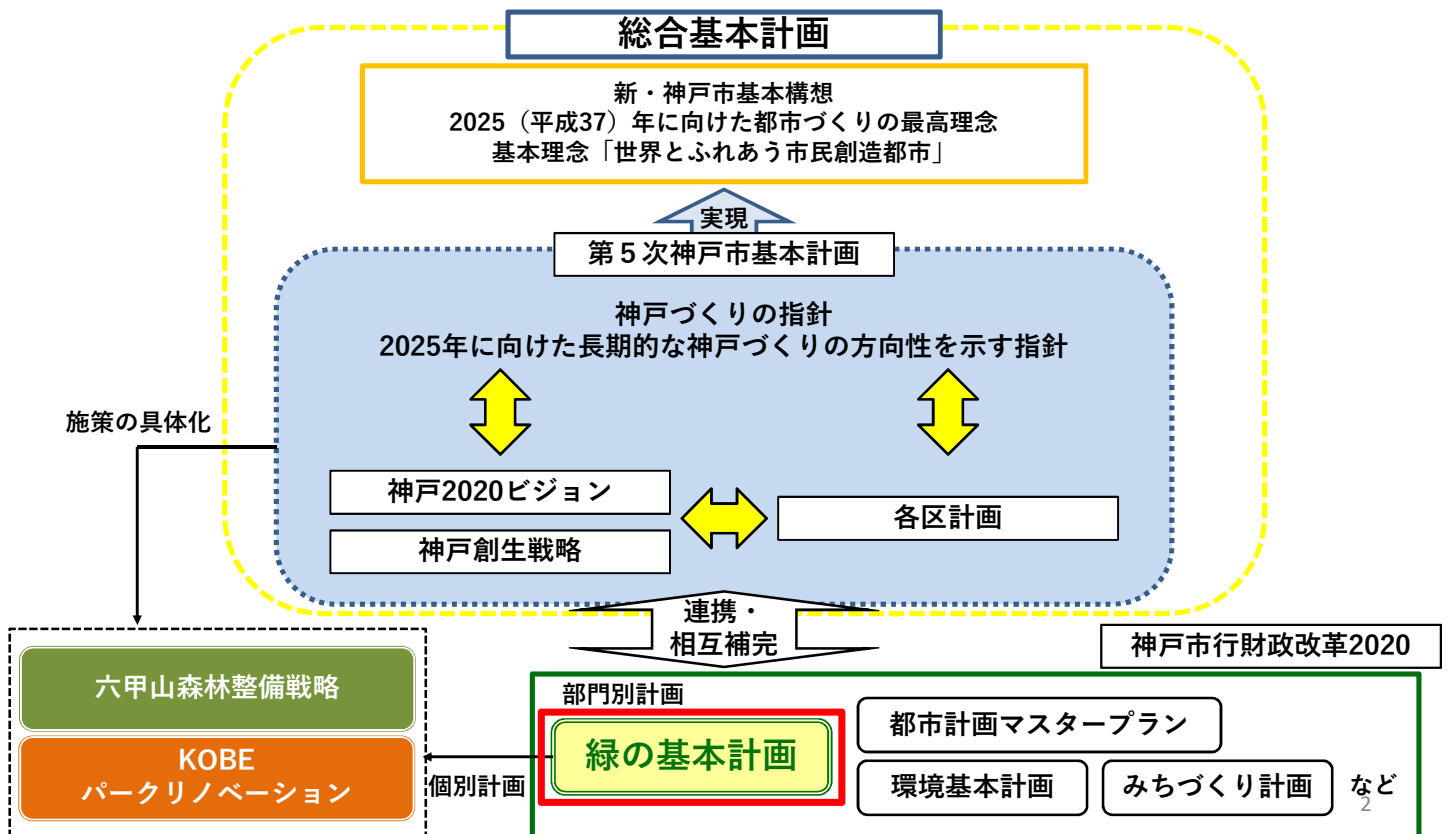 総合基本計画
新・神戸市基本構想
2025（平成37）年に向けた都市づくりの最高理念
基本理念「世界とふれあう市民創造都市」
実現
第５次神戸市基本計画
神戸づくりの指針
2025年に向けた長期的な神戸づくりの方向性を示す指針
施策の具体化
神戸2020ビジョン
神戸創生戦略
各区計画
連携・
相互補完
神戸市行財政改革2020
六甲山森林整備戦略
KOBE
パークリノベーション
個別計画
部門別計画
緑の基本計画
都市計画マスタープラン
環境基本計画
みちづくり計画
など
2